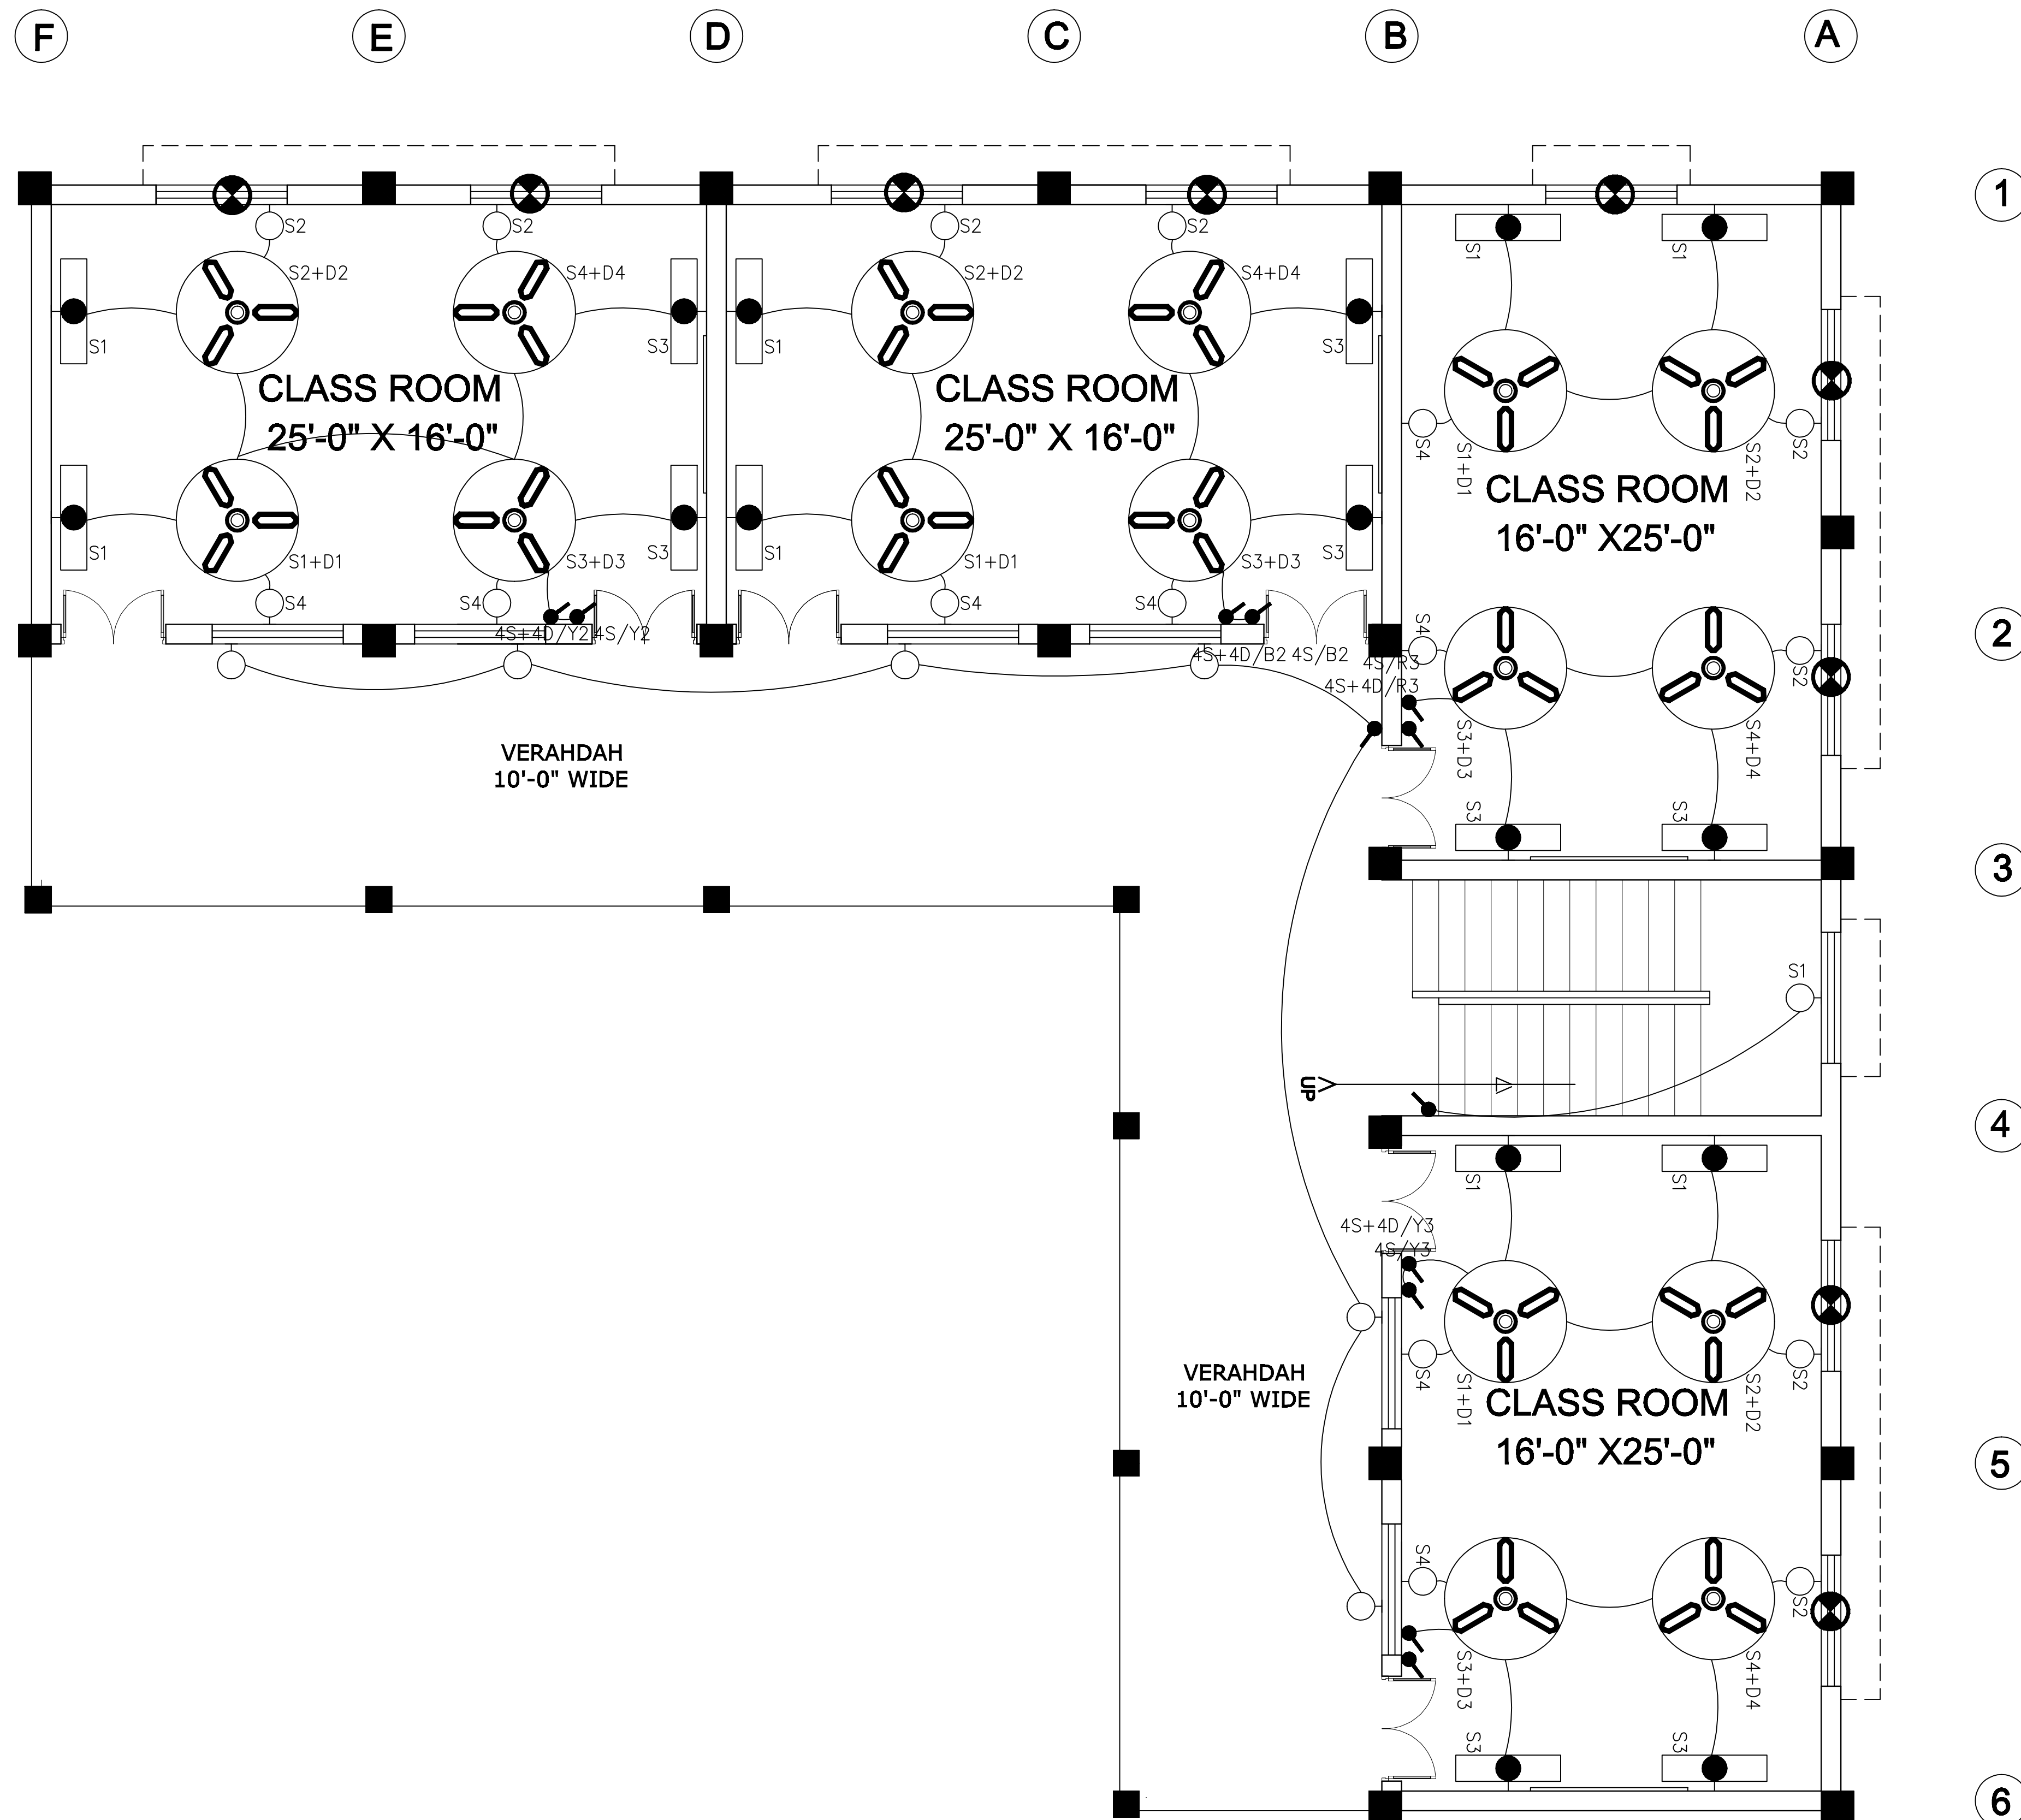 F E D C B A
1
S2 S2 S2 S2
S1 S1
S2+D2 S4+D4 S2+D2 S4+D4
S1 S3 S1 S3
CLASS ROOM
25'-0" X 16'-0"
CLASS ROOM
25'-0" X 16'-0"
S4 S1+D1 S2+D2 S2
CLASS ROOM
16'-0" X25'-0"
S1 S3 S1 S3
S1+D1 S3+D3 S1+D1 S3+D3
S4 S4 S4 S4
2
4S+4D/Y2 4S/Y2
4S+4D/B2 4S/B2
4S/R3
4S+4D/R3
S4 S2
S3+D3 S4+D4
VERAHDAH
10'-0" WIDE
S3 S3
3
S1
UP
4
S1 S1
4S+4D/Y3
4S/Y3
S4 S1+D1 S2+D2 S2
VERAHDAH
10'-0" WIDE
CLASS ROOM
16'-0" X25'-0"
5
S4 S2
S3+D3 S4+D4
S3 S3
6